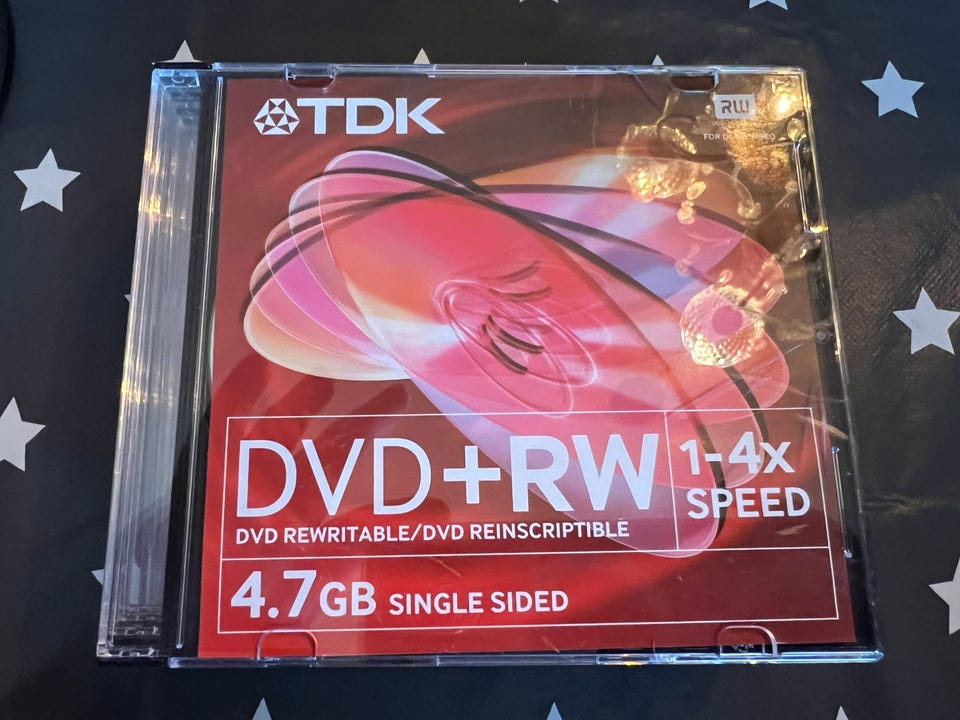 TDK
RW
DVD+RW
DVD REWRITABLE/DVD REINSCRIPTIBLE
1-4x
SPEED
4.7GB SINGLE SIDED